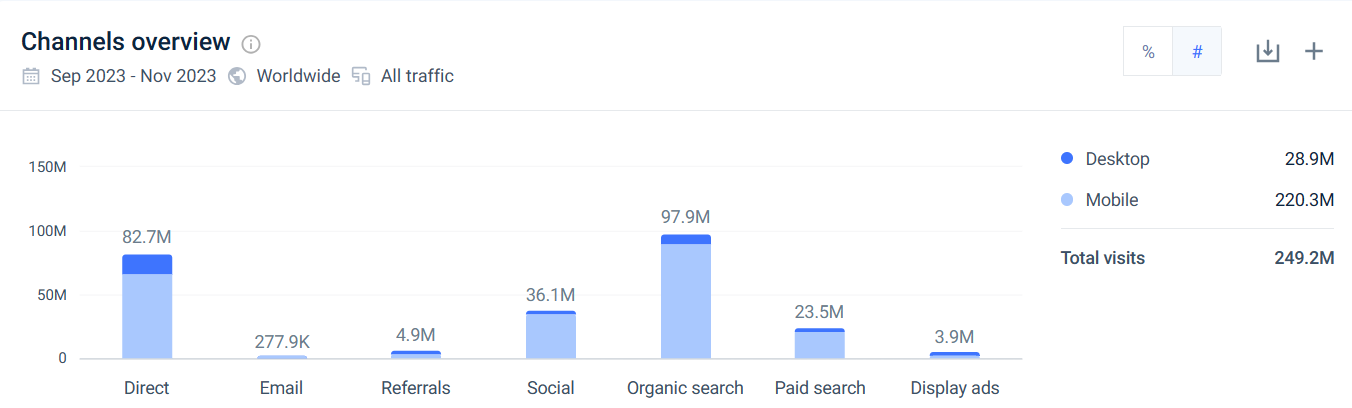 Channels overview
Sep 2023 - Nov 2023 Worldwide All traffic
% #
150M
100M
50M
0
82.7M
277.9K
4.9M
36.1M
97.9M
23.5M
3.9M
Direct Email Referrals Social Organic search Paid search Display ads
Desktop 28.9M
Mobile 220.3M
Total visits 249.2M